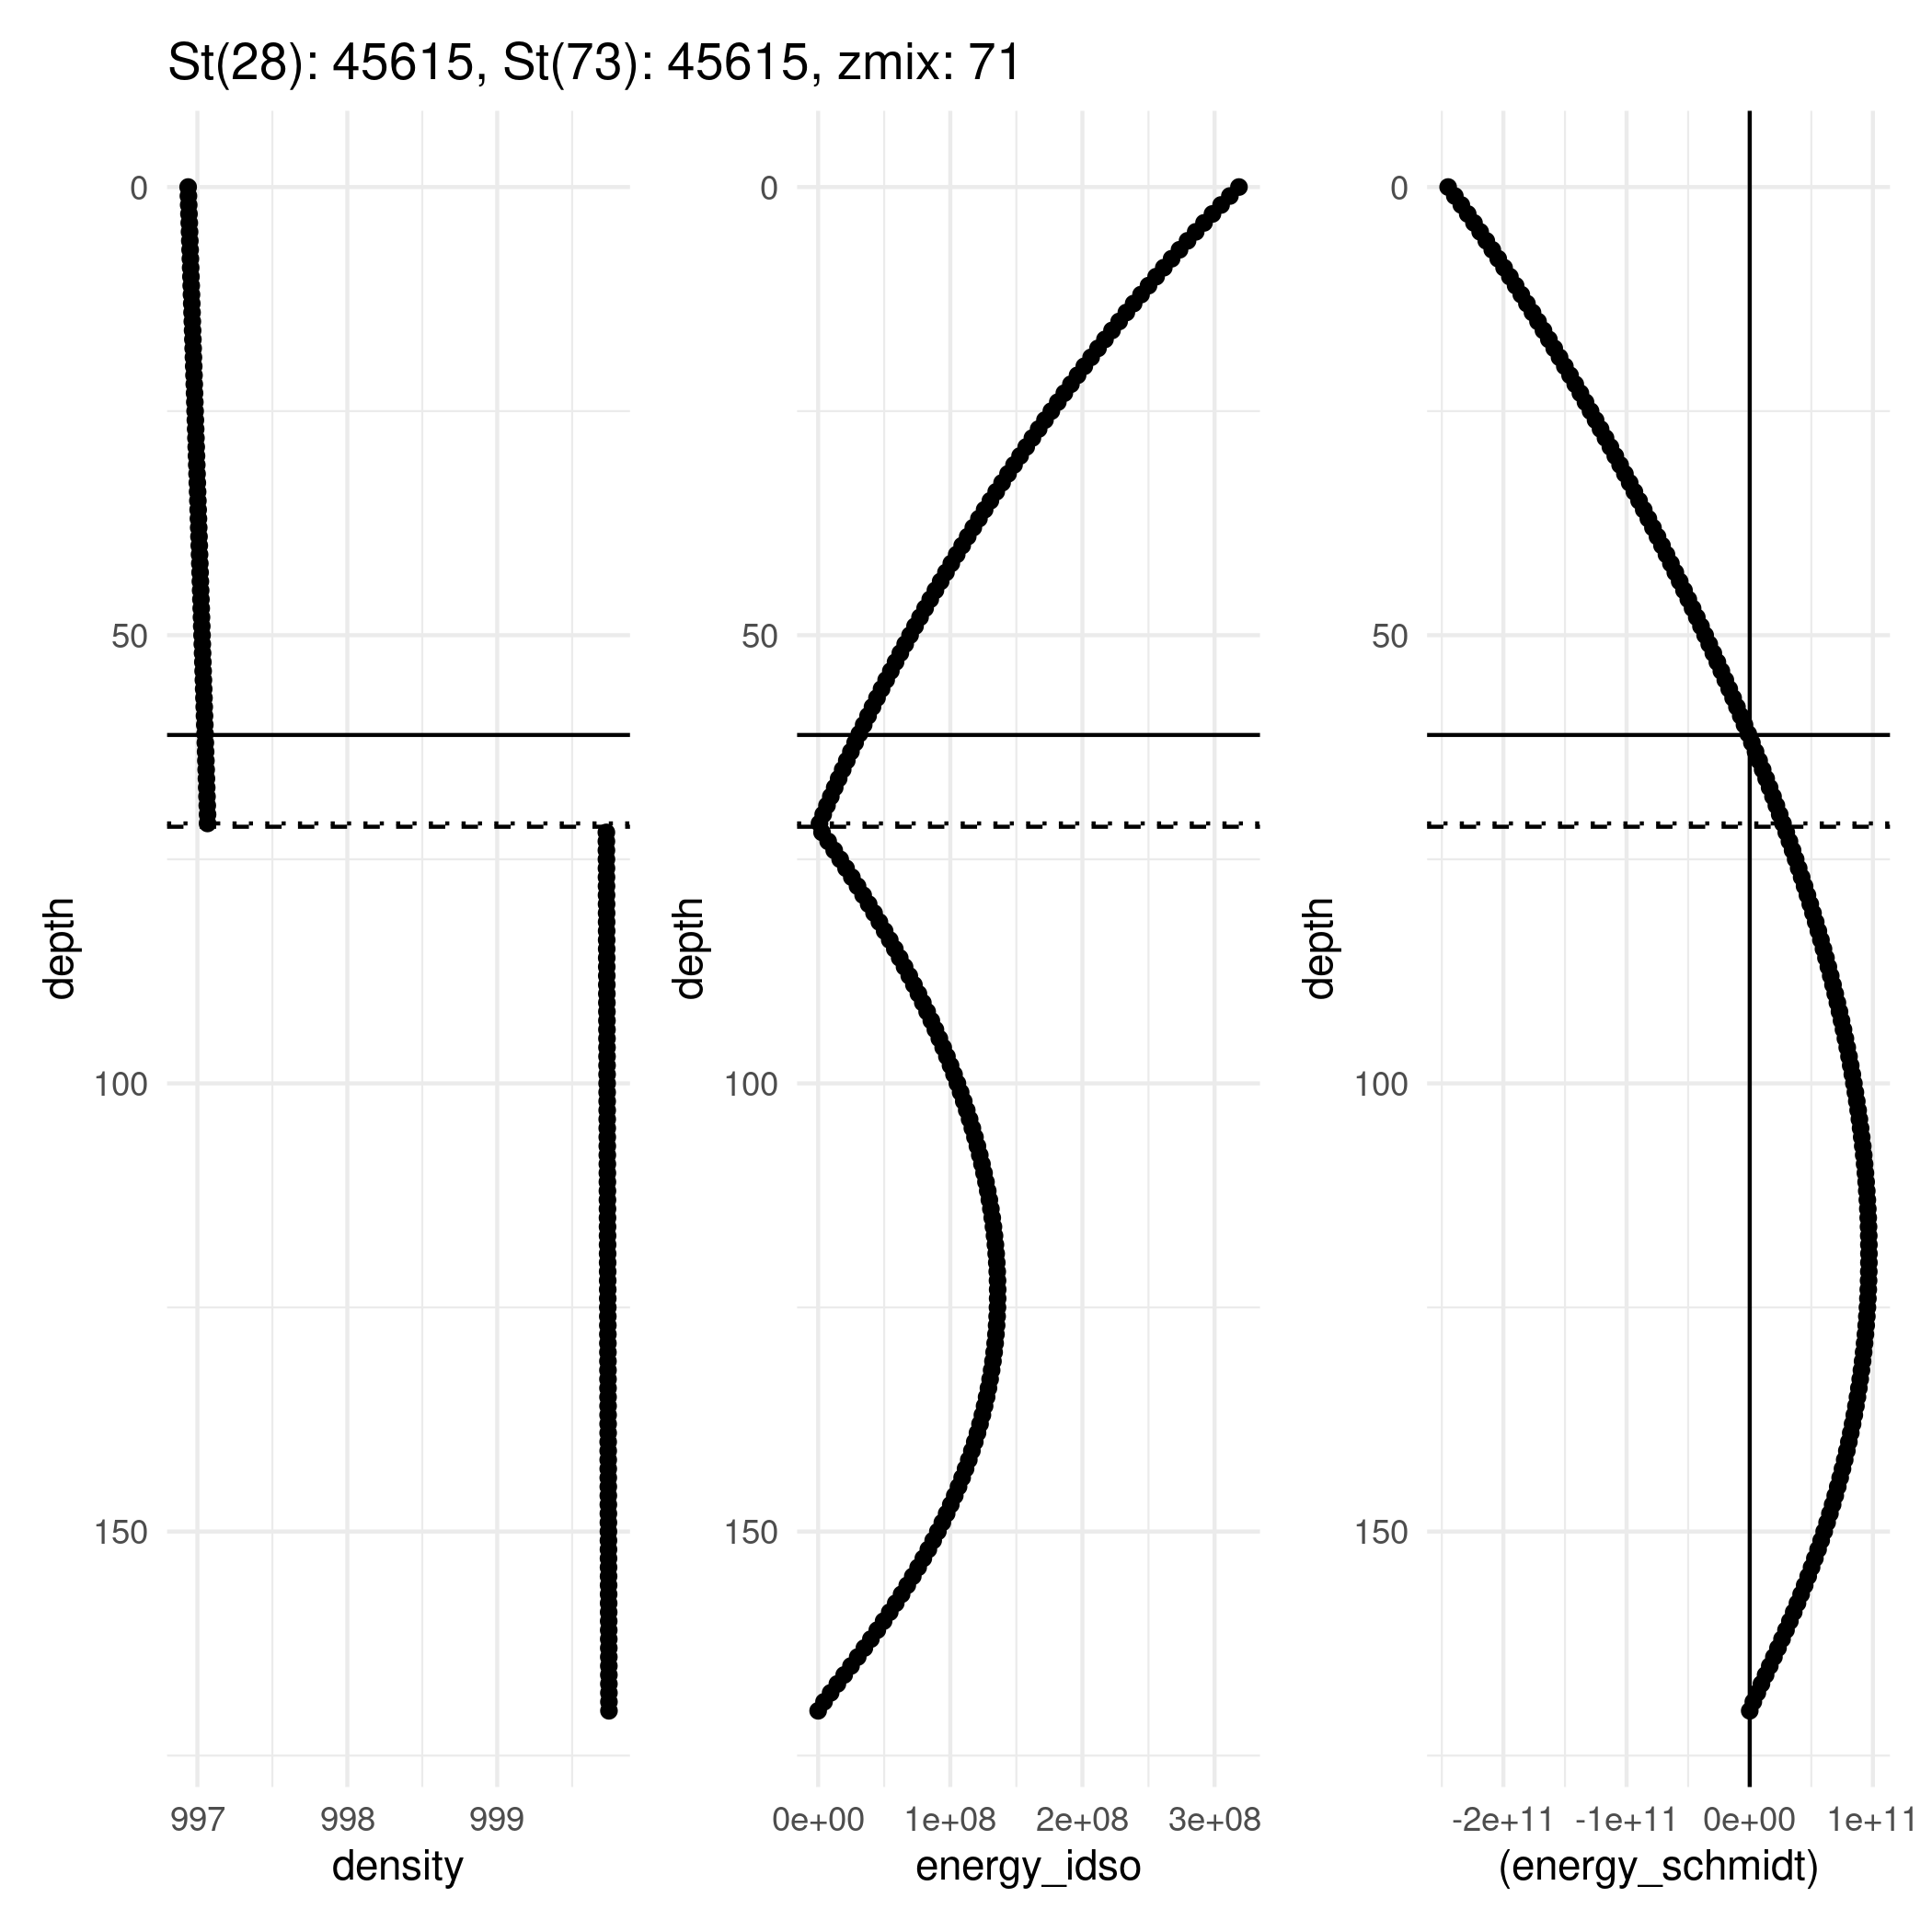 St(28): 45615, St(73): 45615, zmix: 71
0
50
100
150
depth
997 998 999
density
0
50
100
150
depth
0e+00 1e+08 2e+08 3e+08
energy_idso
0
50
100
150
depth
-2e+11 -1e+11 0e+00 1e+11
(energy_schmidt)